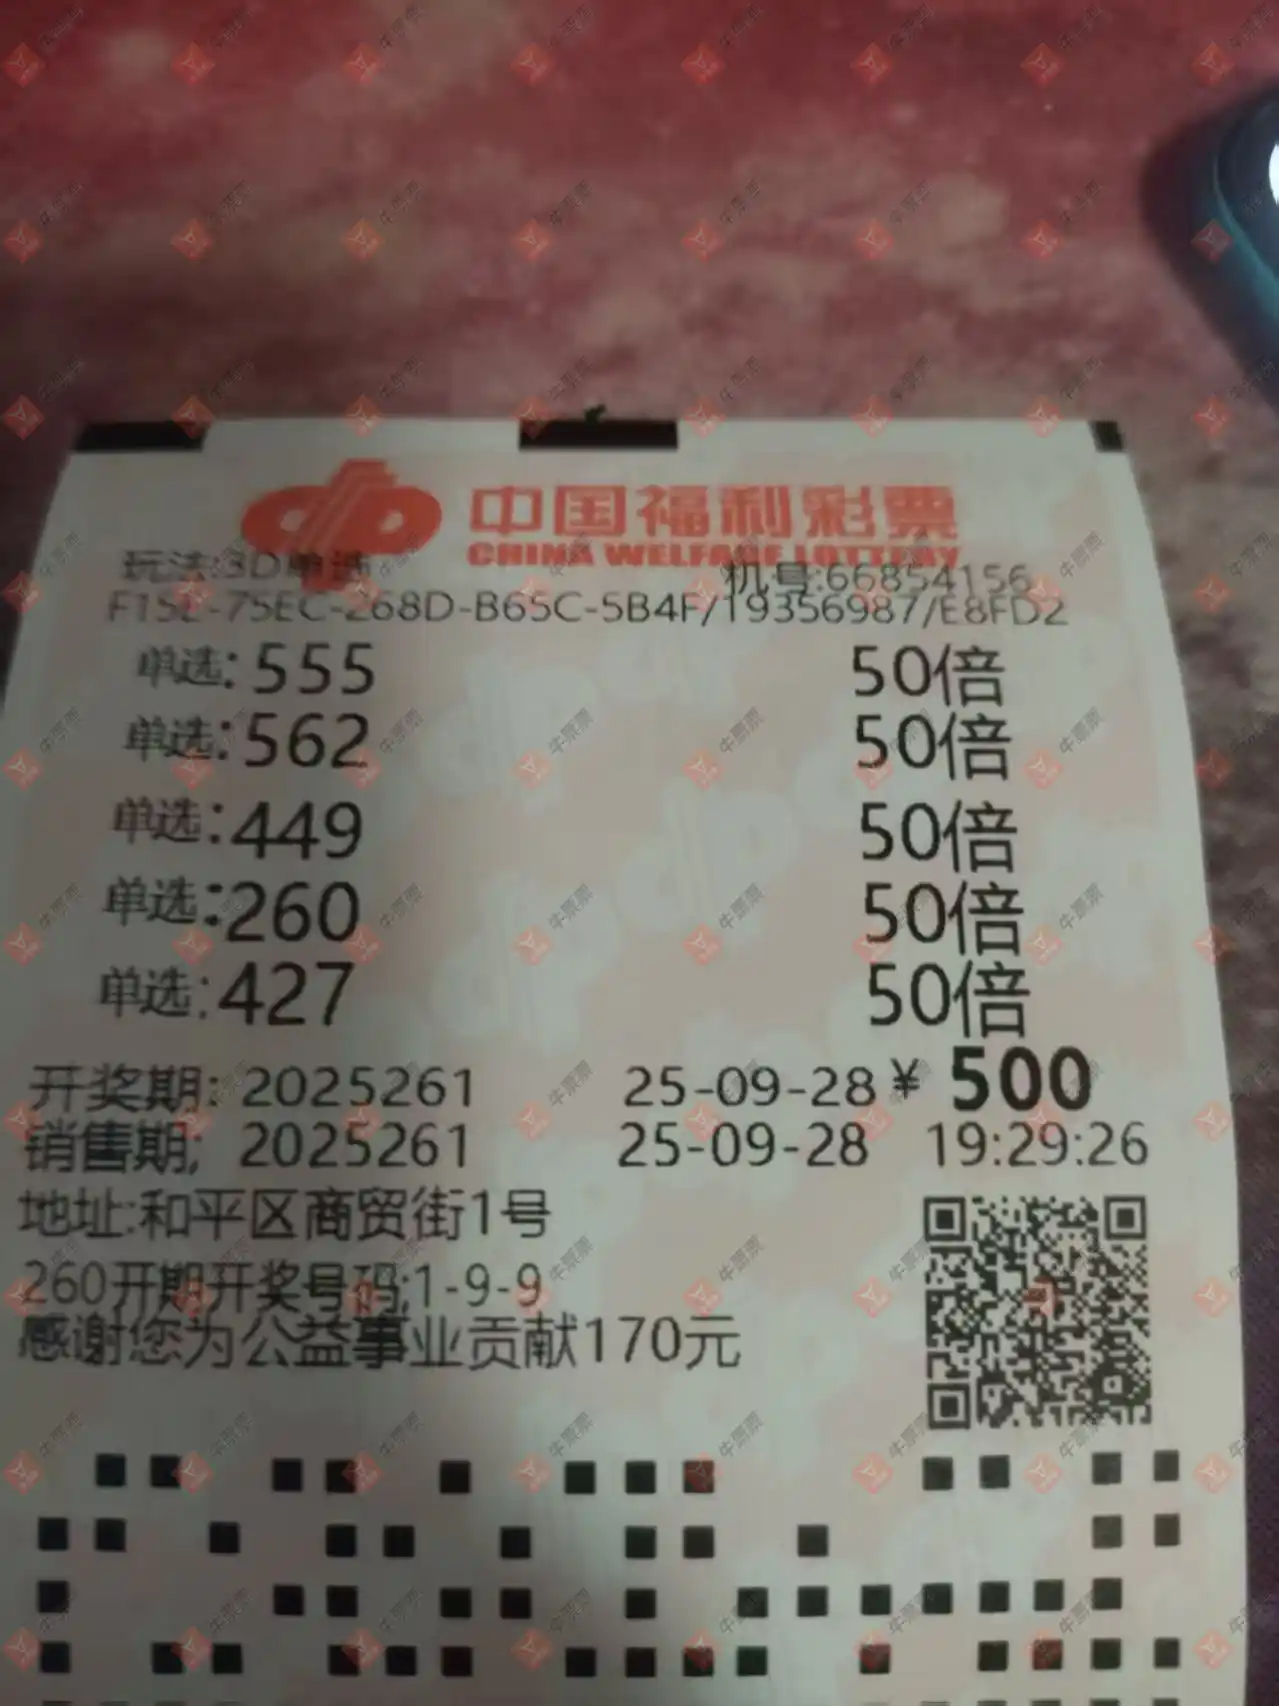 中国福利彩票
CHINA WELFARE LOTTERY
玩法:3D单选 机号:66854156
F15E-75EC-268D-B65C-5B4F/19356987/E8FD2
单选:555 50倍
单选:562 50倍
单选:449 50倍
单选:260 50倍
单选:427 50倍
开奖期: 2025261 25-09-28 ¥ 500
销售期; 2025261 25-09-28 19:29:26
地址:和平区商贸街1号
260开期开奖号码;1-9-9
感谢您为公益事业贡献170元